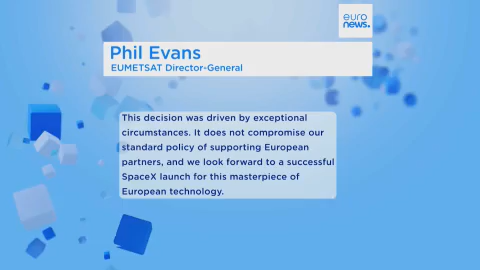 euro
news.
Phil Evans
EUMETSAT Director-General
This decision was driven by exceptional
circumstances. It does not compromise our
standard policy of supporting European
partners, and we look forward to a successful
SpaceX launch for this masterpiece of
European technology.